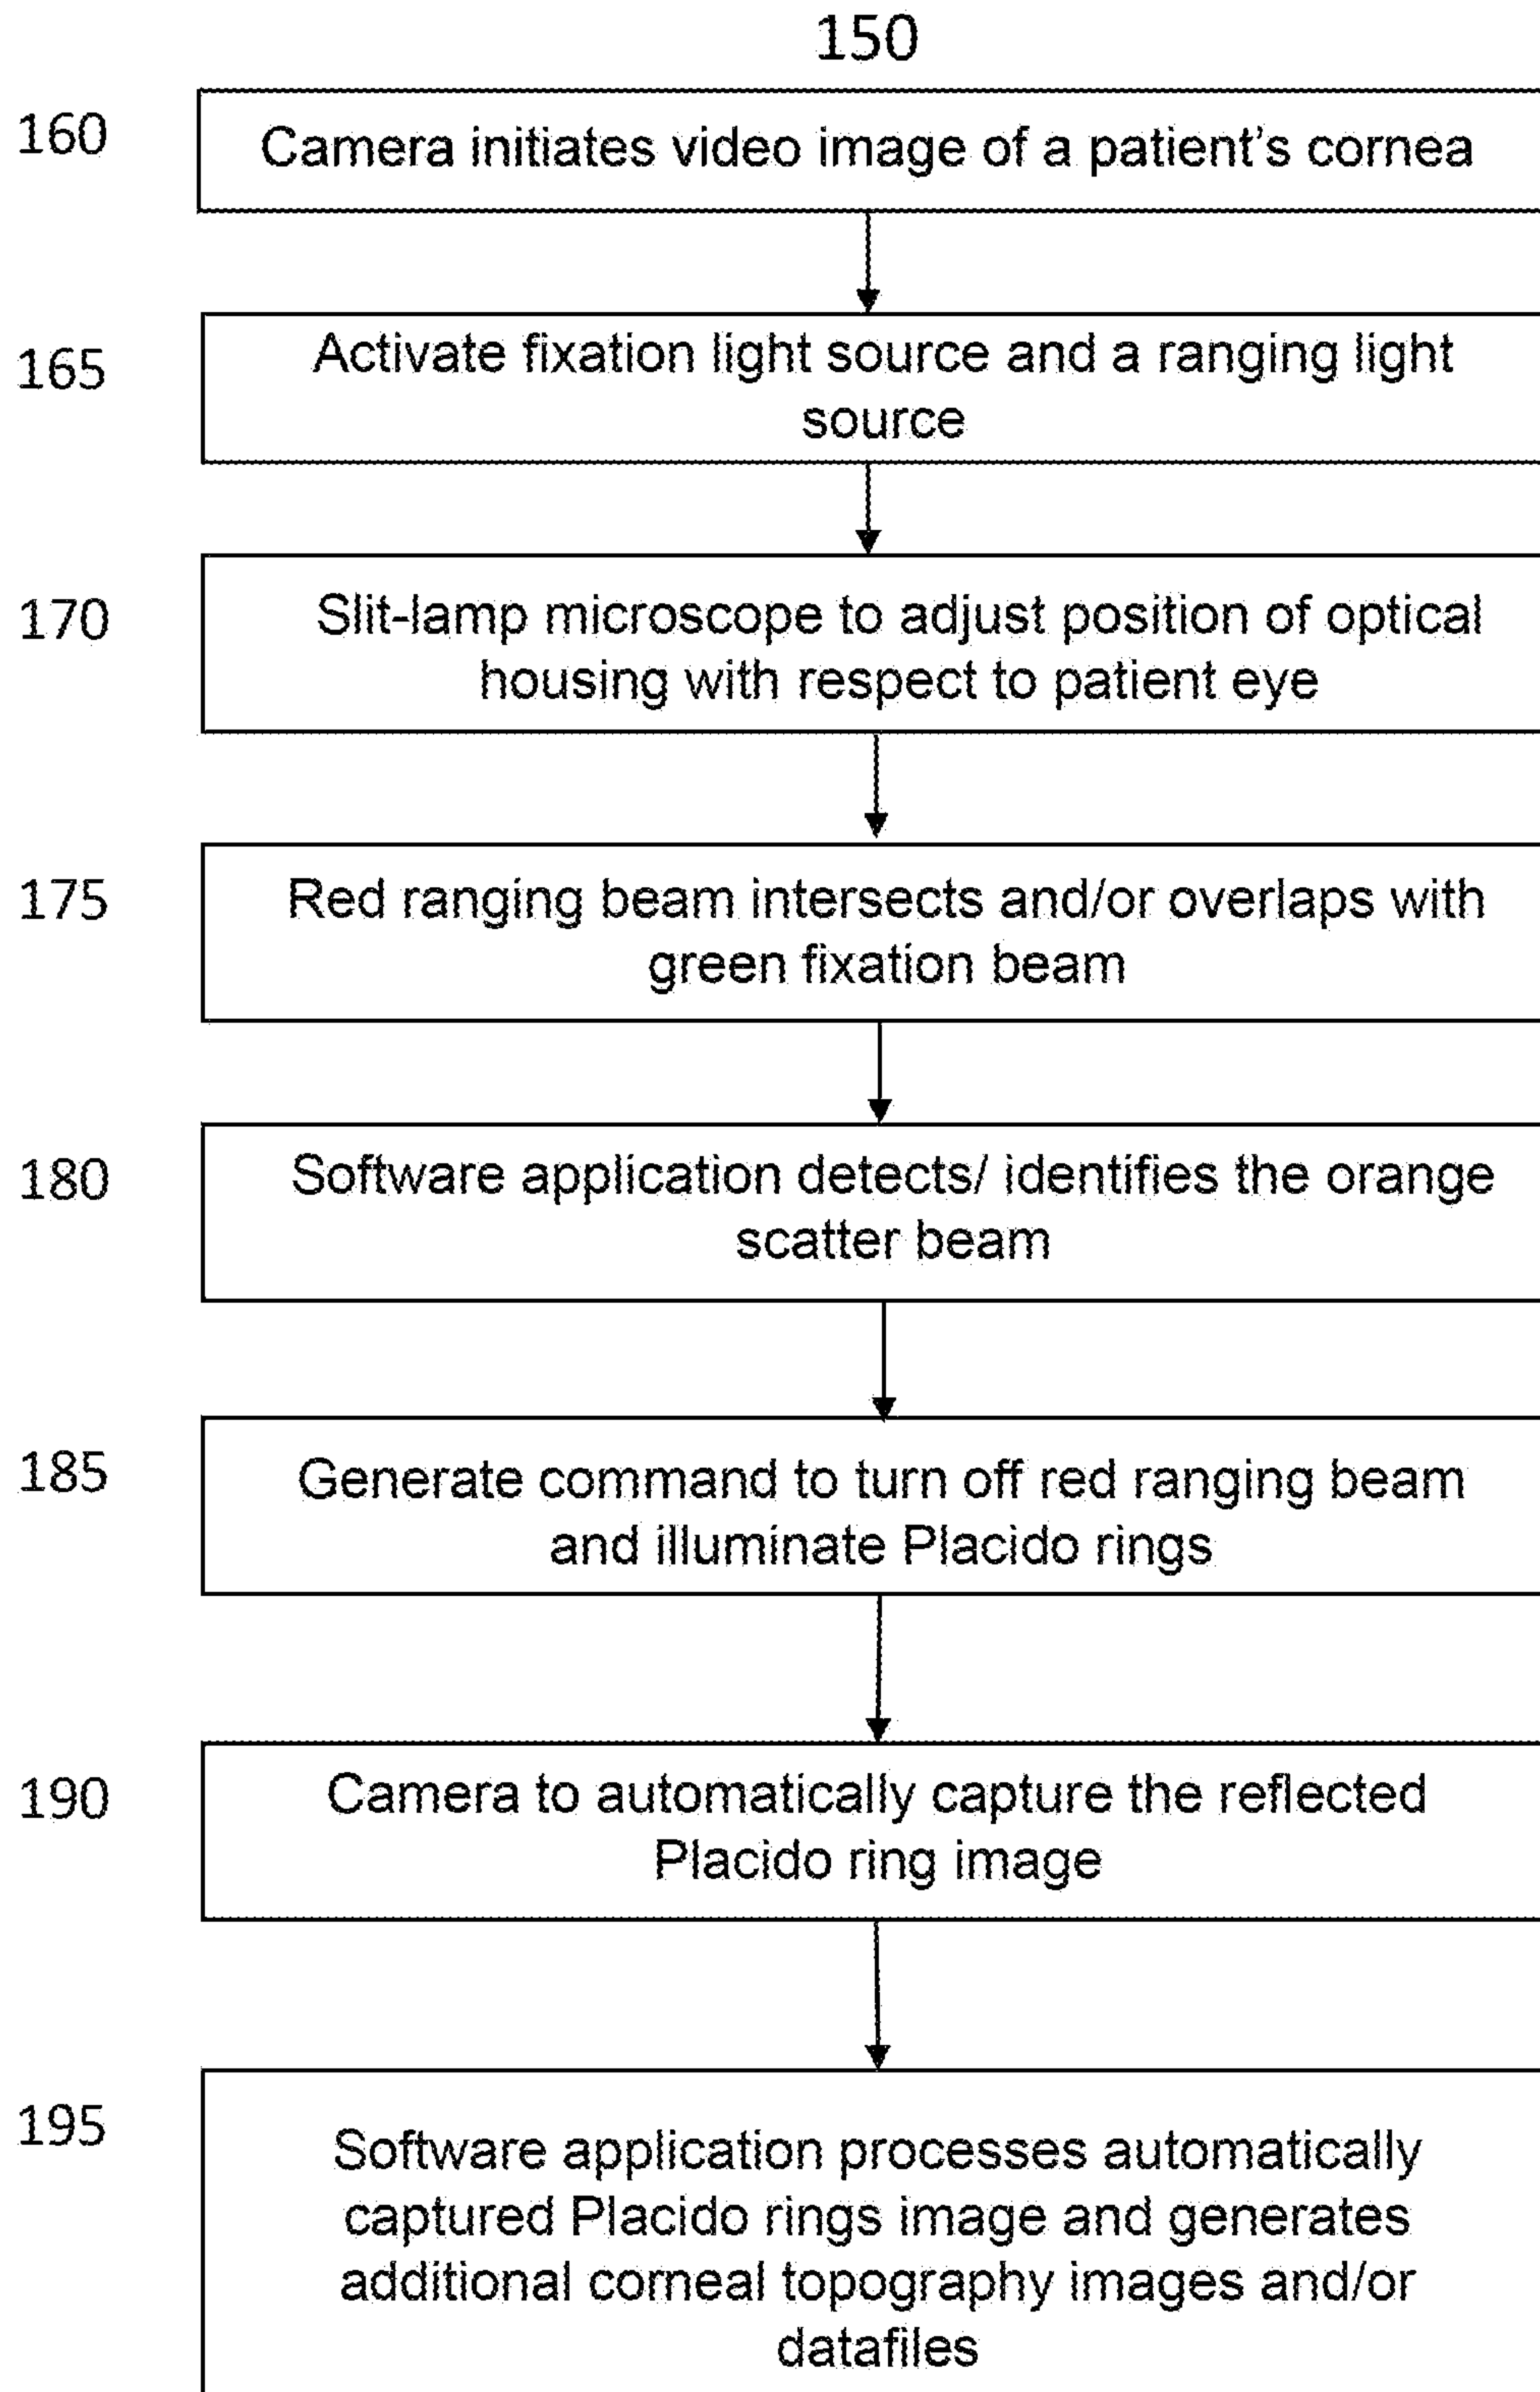 150
160
Camera initiates video image of a patient's cornea
165
Activate fixation light source and a ranging light
source
170
Slit-lamp microscope to adjust position of optical
housing with respect to patient eye
175
Red ranging beam intersects and/or overlaps with
green fixation beam
180
Software application detects/ identifies the orange
scatter beam
185
Generate command to turn off red ranging beam
and illuminate Placido rings
190
Camera to automatically capture the reflected
Placido ring image
195
Software application processes automatically
captured Placido rings image and generates
additional corneal topography images and/or
datafiles